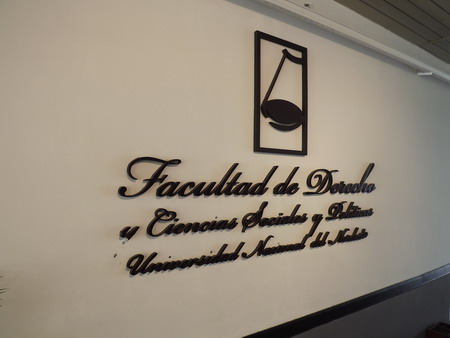 Facultad de Derecho
y Ciencias Sociales y Políticas
Universidad Nacional del Nordeste